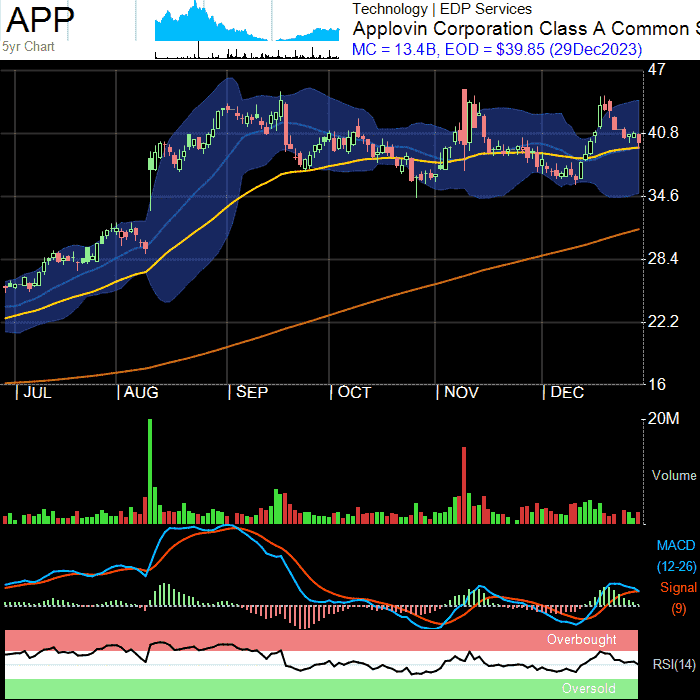 APP
5yr Chart
Technology | EDP Services
Applovin Corporation Class A Common S
MC = 13.4B, EOD = $39.85 (29Dec2023)
47
40.8
34.6
28.4
22.2
16
| JUL | AUG | SEP | OCT | NOV | DEC
20M
Volume
MACD
(12-26)
Signal
(9)
Overbought
RSI(14)
Oversold